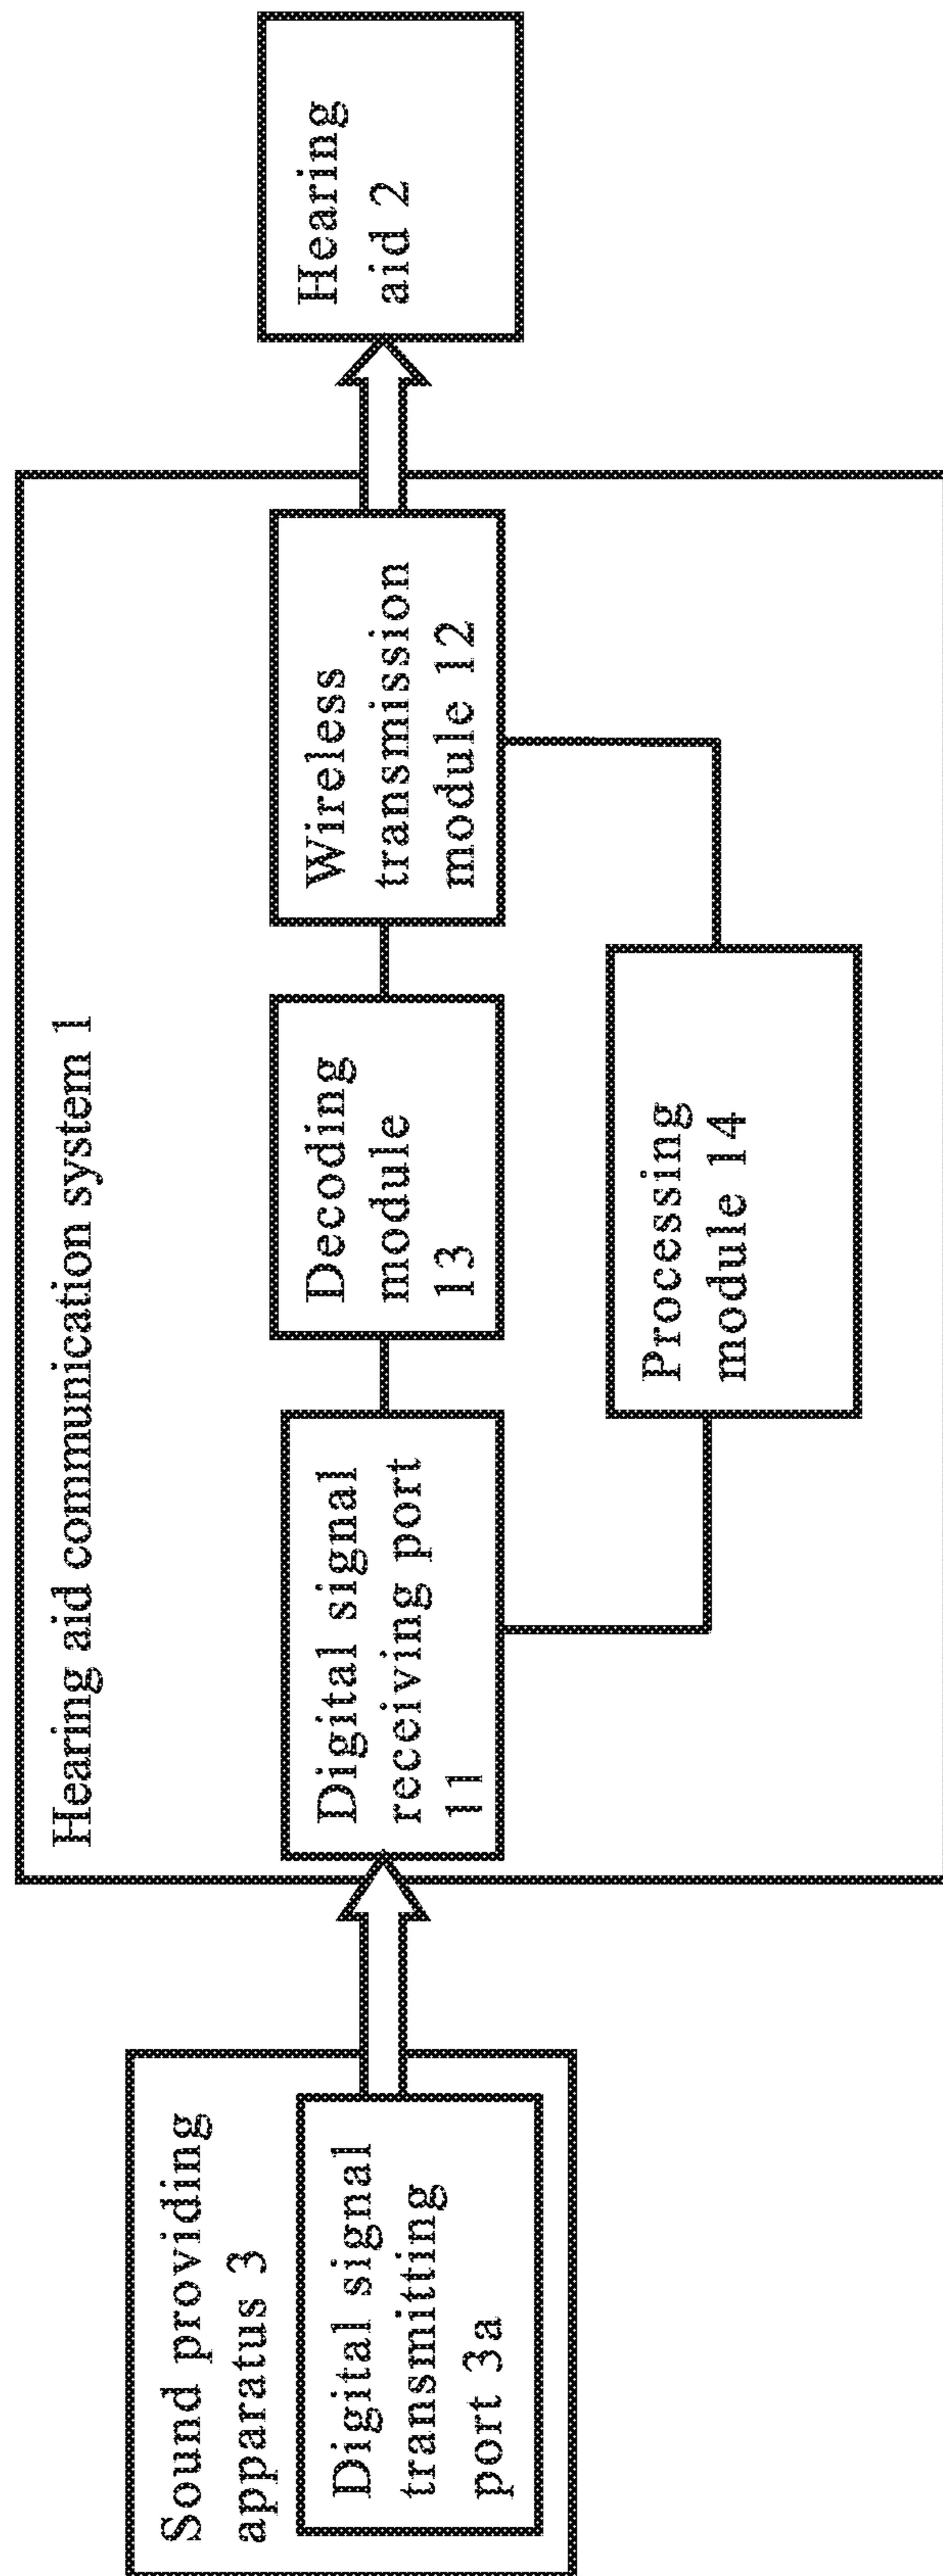 Sound providing
apparatus 3
Digital signal
transmitting
port 3a
Hearing aid communication system 1
Digital signal
receiving port
11
Decoding
module
13
Wireless
transmission
module 12
Processing
module 14
Hearing
aid 2